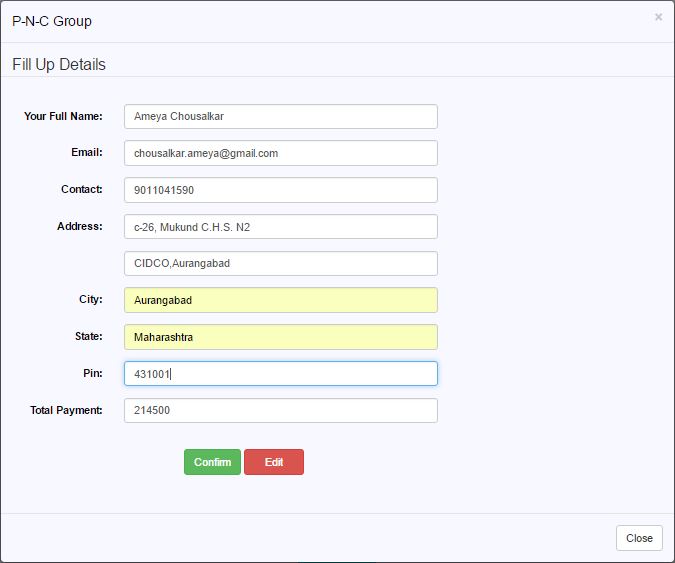 P-N-C Group
×
Fill Up Details
Your Full Name: Ameya Chousalkar
Email: chousalkar.ameya@gmail.com
Contact: 9011041590
Address: c-26, Mukund C.H.S. N2
CIDCO,Aurangabad
City: Aurangabad
State: Maharashtra
Pin: 431001
Total Payment: 214500
Confirm Edit
Close